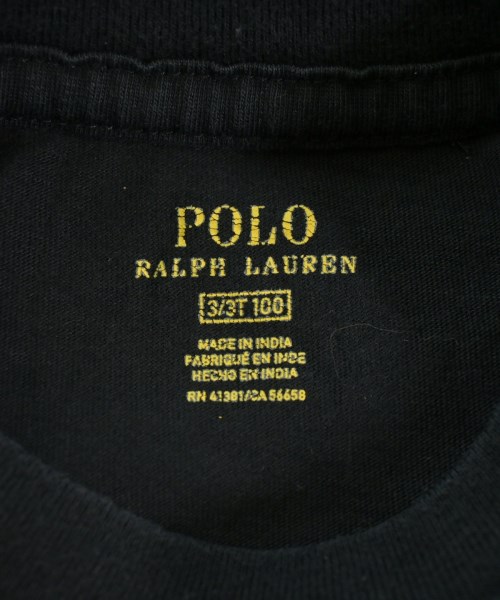 POLO
RALPH LAUREN
3/3T 100
MADE IN INDIA
FABRIQUÉ EN INDE
HECHO EN INDIA
RN 41381/CA 56658